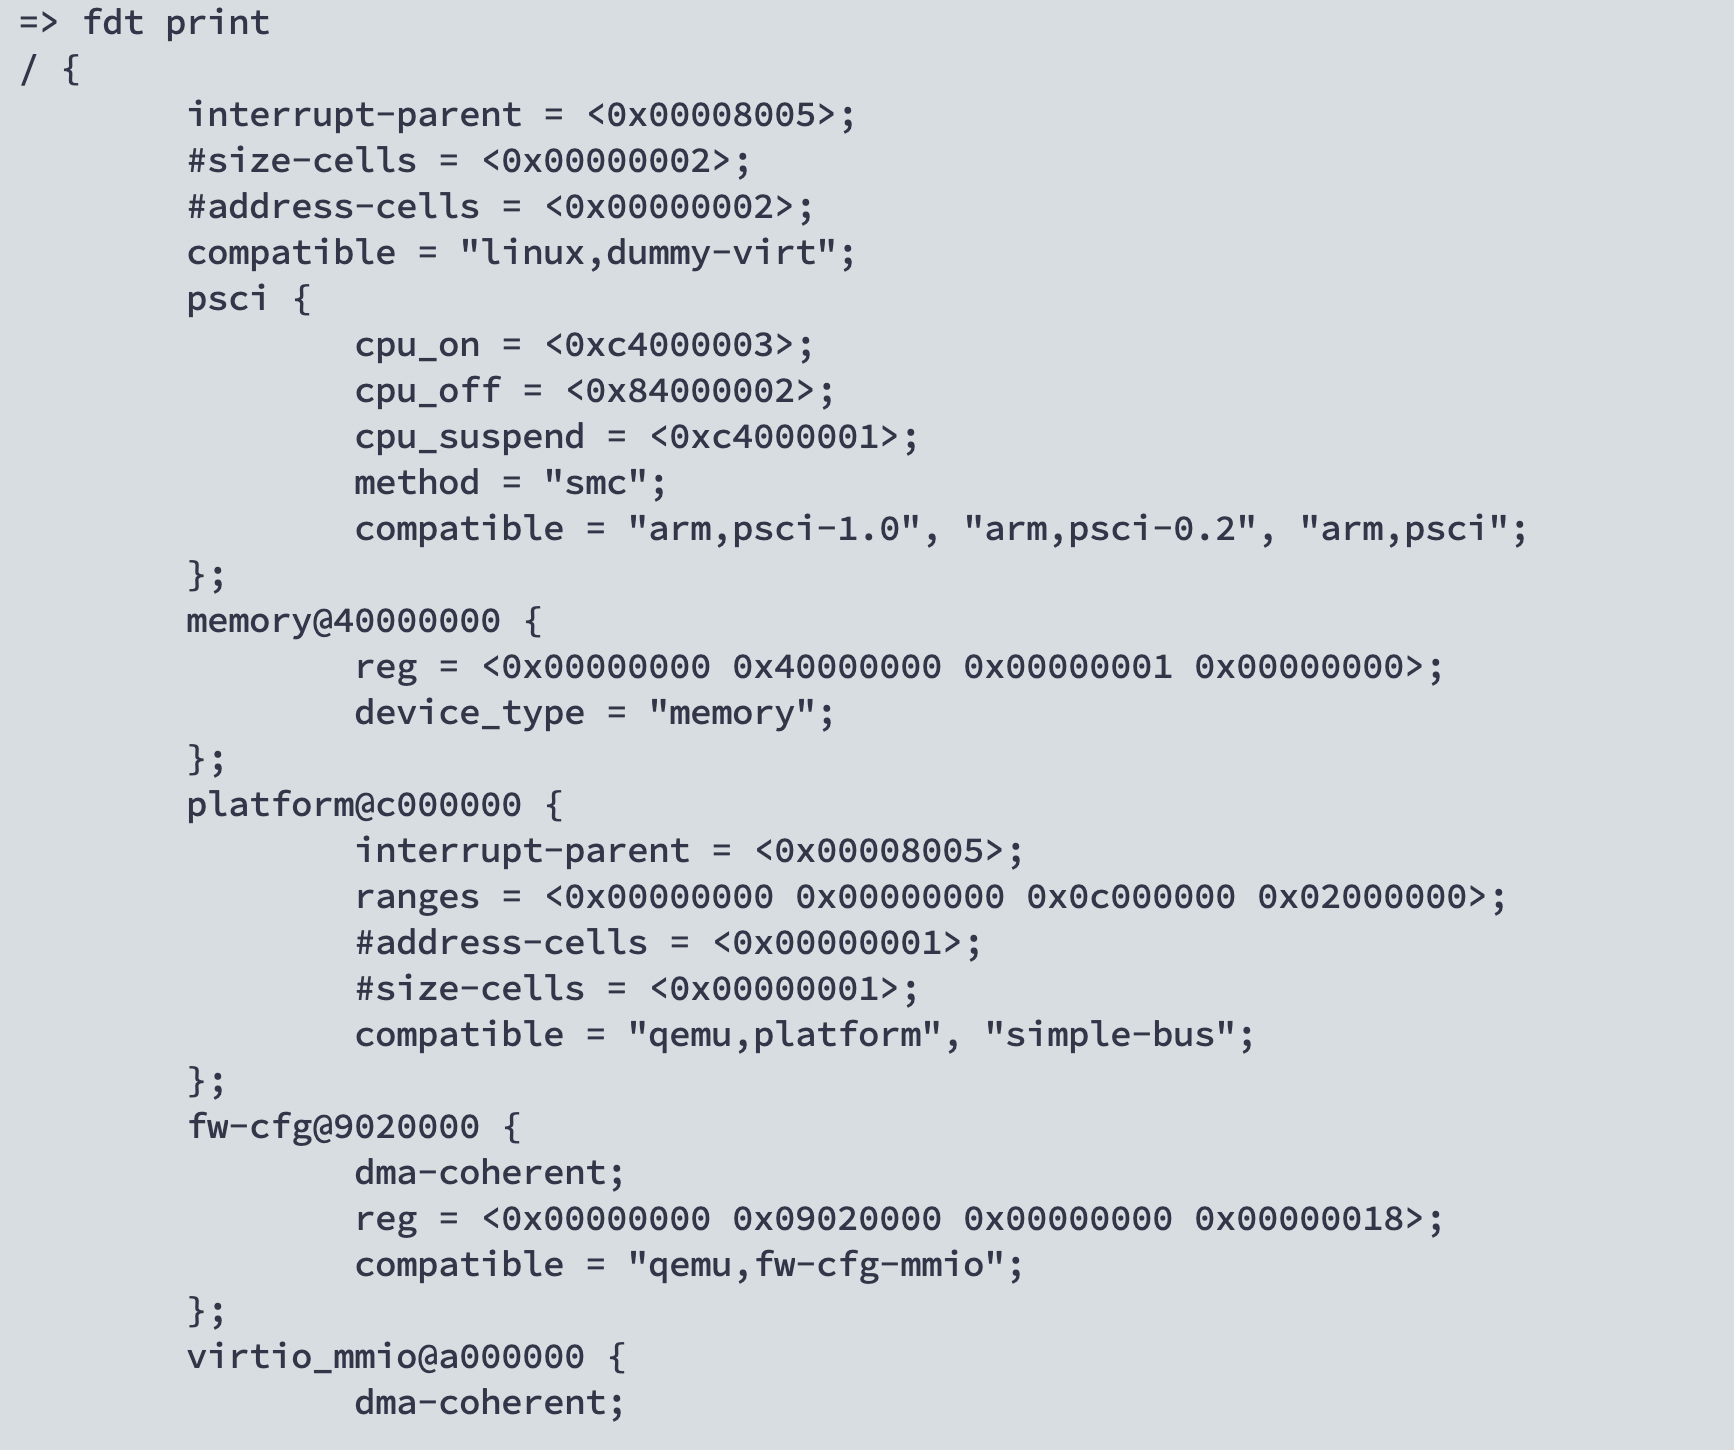 => fdt print
/ {
        interrupt-parent = <0x00008005>;
        #size-cells = <0x00000002>;
        #address-cells = <0x00000002>;
        compatible = "linux,dummy-virt";
        psci {
                cpu_on = <0xc4000003>;
                cpu_off = <0x84000002>;
                cpu_suspend = <0xc4000001>;
                method = "smc";
                compatible = "arm,psci-1.0", "arm,psci-0.2", "arm,psci";
        };
        memory@40000000 {
                reg = <0x00000000 0x40000000 0x00000001 0x00000000>;
                device_type = "memory";
        };
        platform@c000000 {
                interrupt-parent = <0x00008005>;
                ranges = <0x00000000 0x00000000 0x0c000000 0x02000000>;
                #address-cells = <0x00000001>;
                #size-cells = <0x00000001>;
                compatible = "qemu,platform", "simple-bus";
        };
        fw-cfg@9020000 {
                dma-coherent;
                reg = <0x00000000 0x09020000 0x00000000 0x00000018>;
                compatible = "qemu,fw-cfg-mmio";
        };
        virtio_mmio@a000000 {
                dma-coherent;